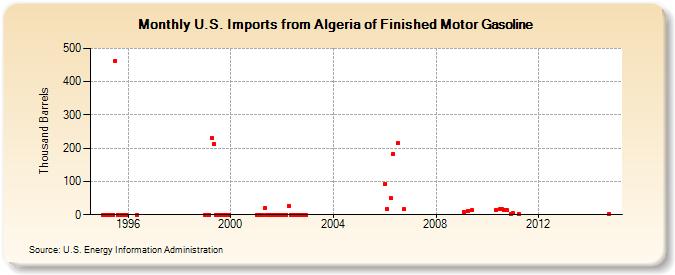 Monthly U.S. Imports from Algeria of Finished Motor Gasoline
Thousand Barrels
500
400
300
200
100
0
1996 2000 2004 2008 2012
Source: U.S. Energy Information Administration